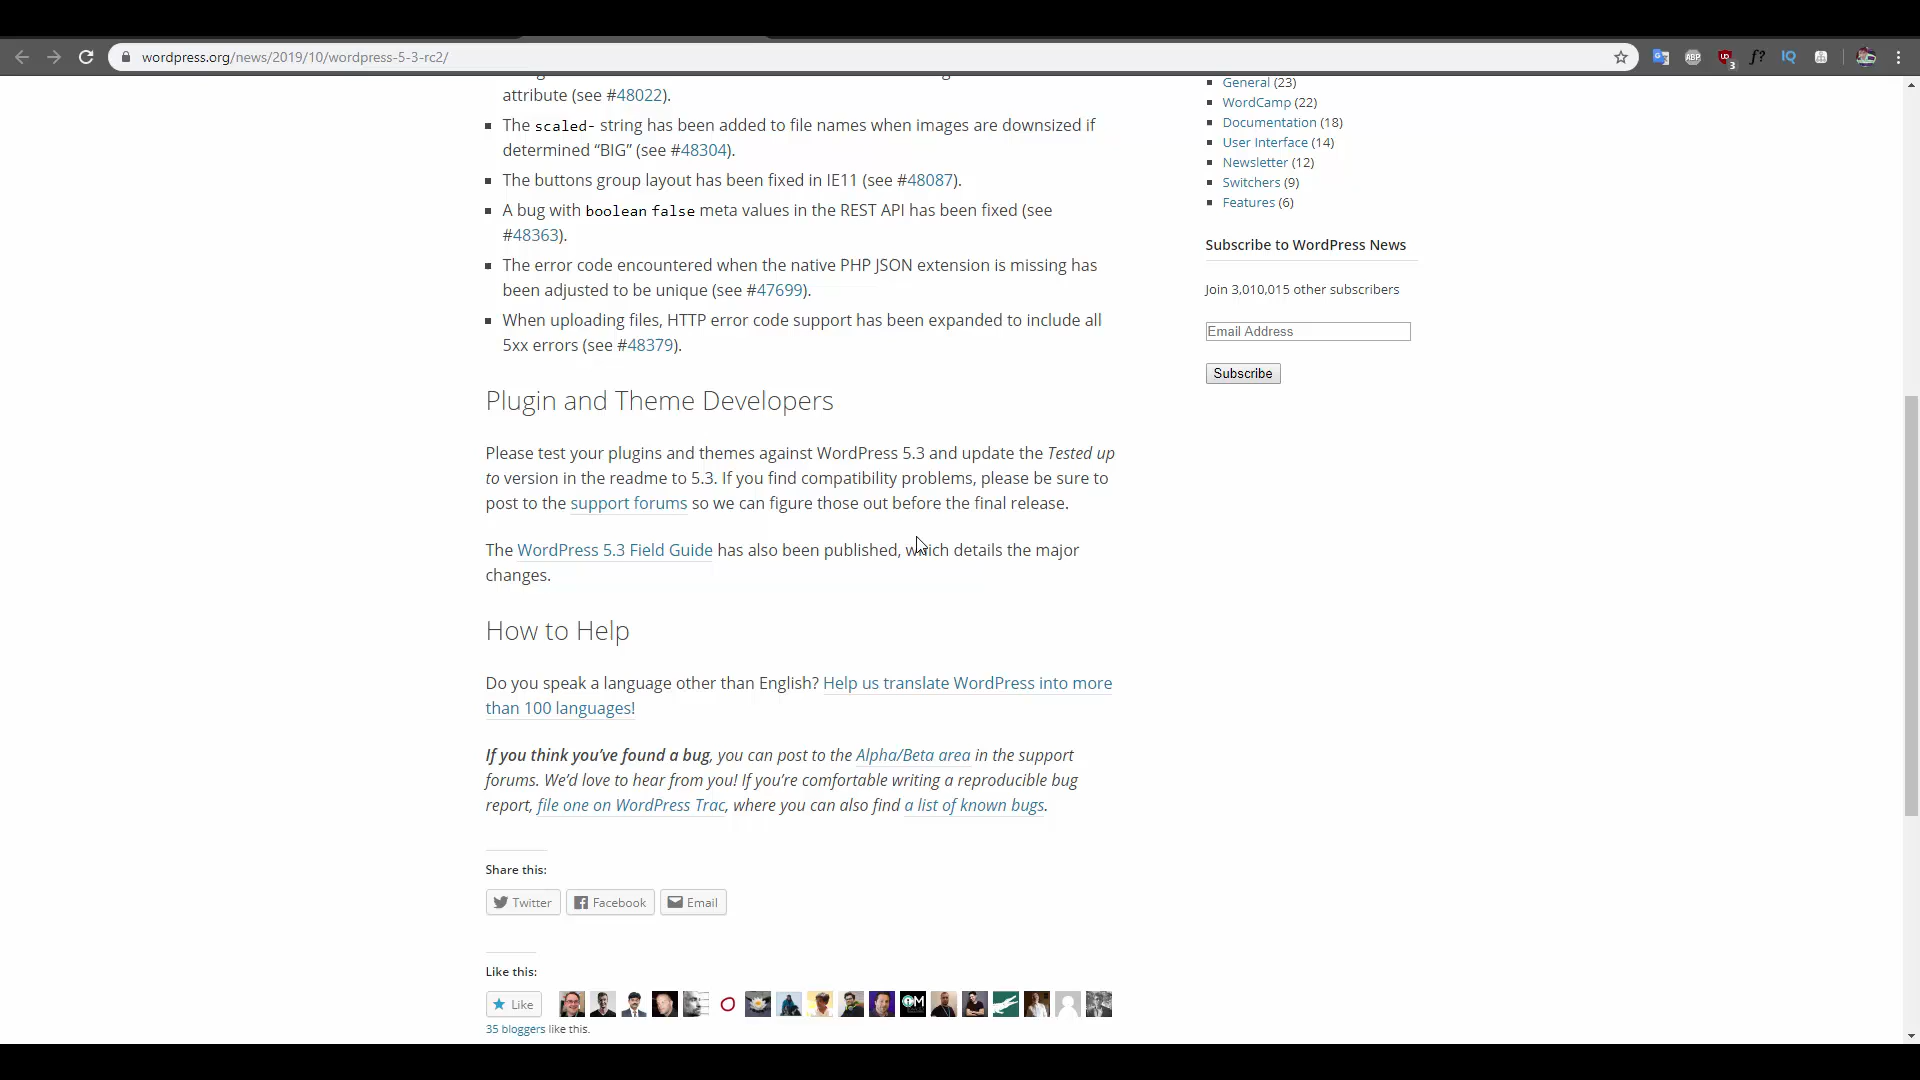 wordpress.org/news/2019/10/wordpress-5-3-rc2/
attribute (see #48022).
The scaled- string has been added to file names when images are downsized if
determined “BIG” (see #48304).
The buttons group layout has been fixed in IE11 (see #48087).
A bug with boolean false meta values in the REST API has been fixed (see
#48363).
The error code encountered when the native PHP JSON extension is missing has
been adjusted to be unique (see #47699).
When uploading files, HTTP error code support has been expanded to include all
5xx errors (see #48379).
Plugin and Theme Developers
Please test your plugins and themes against WordPress 5.3 and update the Tested up
to version in the readme to 5.3. If you find compatibility problems, please be sure to
post to the support forums so we can figure those out before the final release.
The WordPress 5.3 Field Guide has also been published, which details the major
changes.
How to Help
Do you speak a language other than English? Help us translate WordPress into more
than 100 languages!
If you think you’ve found a bug, you can post to the Alpha/Beta area in the support
forums. We’d love to hear from you! If you’re comfortable writing a reproducible bug
report, file one on WordPress Trac, where you can also find a list of known bugs.
Share this:
Twitter Facebook Email
Like this:
Like
35 bloggers like this.
General (23)
WordCamp (22)
Documentation (18)
User Interface (14)
Newsletter (12)
Switchers (9)
Features (6)
Subscribe to WordPress News
Join 3,010,015 other subscribers
Email Address
Subscribe
ABP
3
f?
IQ